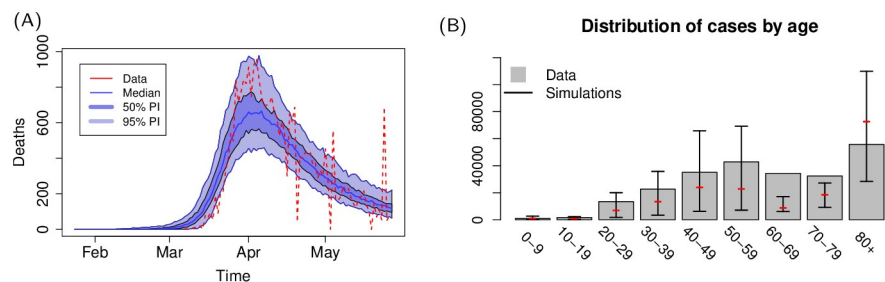 (A)
Deaths
1000
600
200
0
Data
Median
50% PI
95% PI
Feb
Mar
Apr
May
Time
(B)
Distribution of cases by age
Data
Simulations
80000
40000
0
0−9
10−19
20−29
30−39
40−49
50−59
60−69
70−79
80+